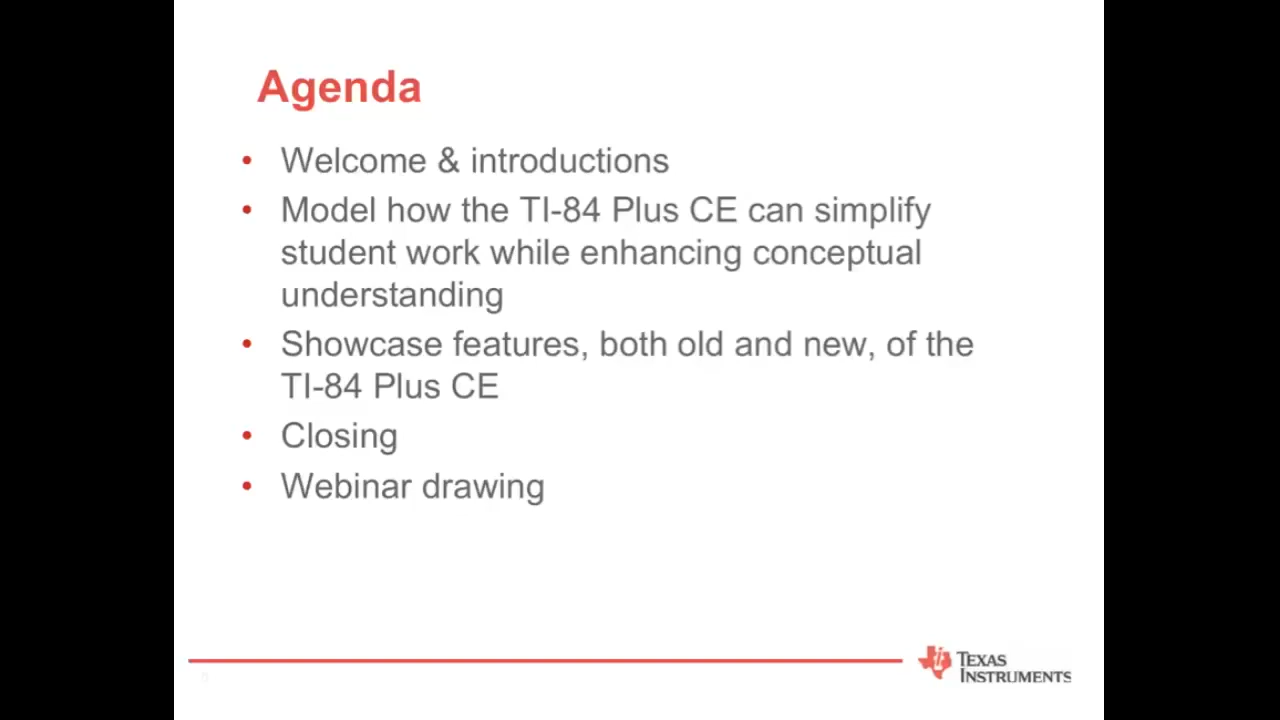 Agenda
• Welcome & introductions
• Model how the TI-84 Plus CE can simplify
student work while enhancing conceptual
understanding
• Showcase features, both old and new, of the
TI-84 Plus CE
• Closing
• Webinar drawing
TEXAS
INSTRUMENTS